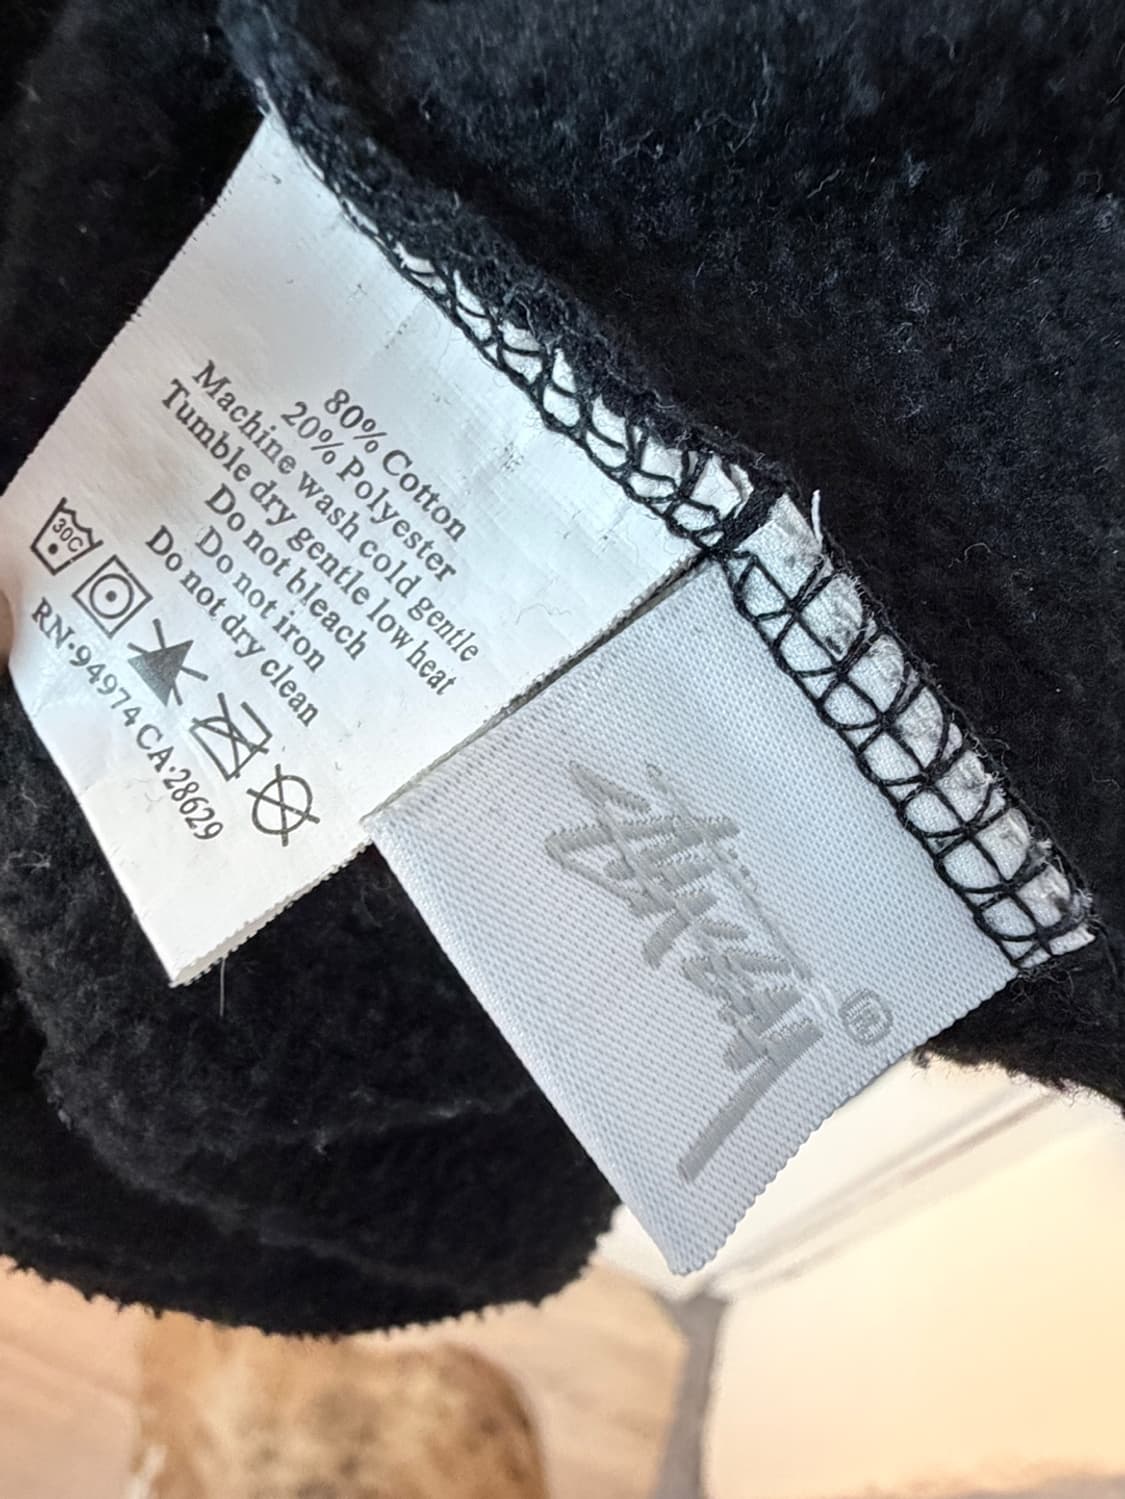 80% Cotton
20% Polyester
Machine wash cold gentle
Tumble dry gentle low heat
Do not bleach
Do not iron
Do not dry clean
30C
RN·94974 CA·28629
Stüssy